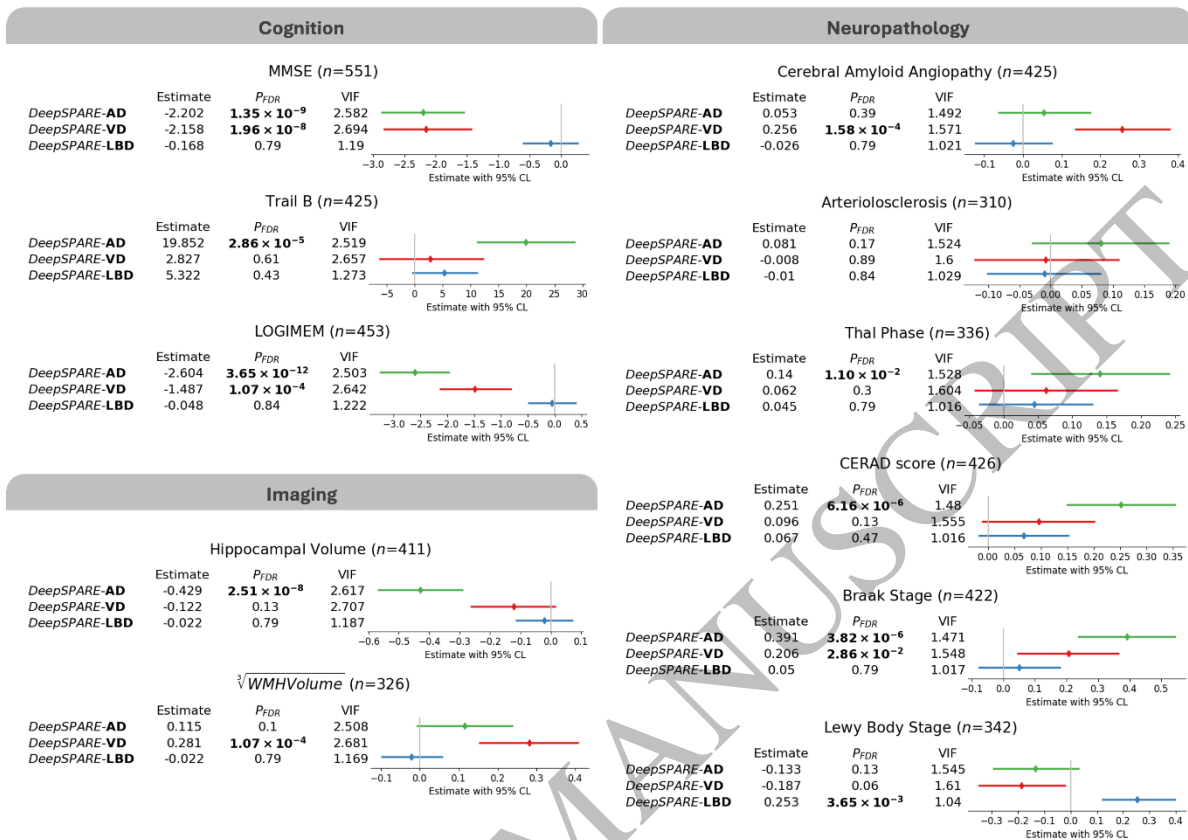 Cognition
MMSE (n=551)
Estimate P_FDR VIF
DeepSPARE-AD -2.202 1.35 × 10⁻⁹ 2.582
DeepSPARE-VD -2.158 1.96 × 10⁻⁸ 2.694
DeepSPARE-LBD -0.168 0.79 1.19
−3.0 −2.5 −2.0 −1.5 −1.0 −0.5 0.0
Estimate with 95% CL
Trail B (n=425)
Estimate P_FDR VIF
DeepSPARE-AD 19.852 2.86 × 10⁻⁵ 2.519
DeepSPARE-VD 2.827 0.61 2.657
DeepSPARE-LBD 5.322 0.43 1.273
−5 0 5 10 15 20 25 30
Estimate with 95% CL
LOGIMEM (n=453)
Estimate P_FDR VIF
DeepSPARE-AD -2.604 3.65 × 10⁻¹² 2.503
DeepSPARE-VD -1.487 1.07 × 10⁻⁴ 2.642
DeepSPARE-LBD -0.048 0.84 1.222
−3.0 −2.5 −2.0 −1.5 −1.0 −0.5 0.0 0.5
Estimate with 95% CL
Imaging
Hippocampal Volume (n=411)
Estimate P_FDR VIF
DeepSPARE-AD -0.429 2.51 × 10⁻⁸ 2.617
DeepSPARE-VD -0.122 0.13 2.707
DeepSPARE-LBD -0.022 0.79 1.187
−0.6 −0.5 −0.4 −0.3 −0.2 −0.1 0.0 0.1
Estimate with 95% CL
∛WMHVolume (n=326)
Estimate P_FDR VIF
DeepSPARE-AD 0.115 0.1 2.508
DeepSPARE-VD 0.281 1.07 × 10⁻⁴ 2.681
DeepSPARE-LBD -0.022 0.79 1.169
−0.1 0.0 0.1 0.2 0.3 0.4
Estimate with 95% CL
Neuropathology
Cerebral Amyloid Angiopathy (n=425)
Estimate P_FDR VIF
DeepSPARE-AD 0.053 0.39 1.492
DeepSPARE-VD 0.256 1.58 × 10⁻⁴ 1.571
DeepSPARE-LBD -0.026 0.79 1.021
−0.1 0.0 0.1 0.2 0.3 0.4
Estimate with 95% CL
Arteriolosclerosis (n=310)
Estimate P_FDR VIF
DeepSPARE-AD 0.081 0.17 1.524
DeepSPARE-VD -0.008 0.89 1.6
DeepSPARE-LBD -0.01 0.84 1.029
−0.10 −0.05 0.00 0.05 0.10 0.15 0.20
Estimate with 95% CL
Thal Phase (n=336)
Estimate P_FDR VIF
DeepSPARE-AD 0.14 1.10 × 10⁻² 1.528
DeepSPARE-VD 0.062 0.3 1.604
DeepSPARE-LBD 0.045 0.79 1.016
−0.05 0.00 0.05 0.10 0.15 0.20 0.25
Estimate with 95% CL
CERAD score (n=426)
Estimate P_FDR VIF
DeepSPARE-AD 0.251 6.16 × 10⁻⁶ 1.48
DeepSPARE-VD 0.096 0.13 1.555
DeepSPARE-LBD 0.067 0.47 1.016
0.00 0.05 0.10 0.15 0.20 0.25 0.30 0.35
Estimate with 95% CL
Braak Stage (n=422)
Estimate P_FDR VIF
DeepSPARE-AD 0.391 3.82 × 10⁻⁶ 1.471
DeepSPARE-VD 0.206 2.86 × 10⁻² 1.548
DeepSPARE-LBD 0.05 0.79 1.017
−0.1 0.0 0.1 0.2 0.3 0.4 0.5
Estimate with 95% CL
Lewy Body Stage (n=342)
Estimate P_FDR VIF
DeepSPARE-AD -0.133 0.13 1.545
DeepSPARE-VD -0.187 0.06 1.61
DeepSPARE-LBD 0.253 3.65 × 10⁻³ 1.04
−0.3 −0.2 −0.1 0.0 0.1 0.2 0.3 0.4
Estimate with 95% CL
MANUSCRIPT